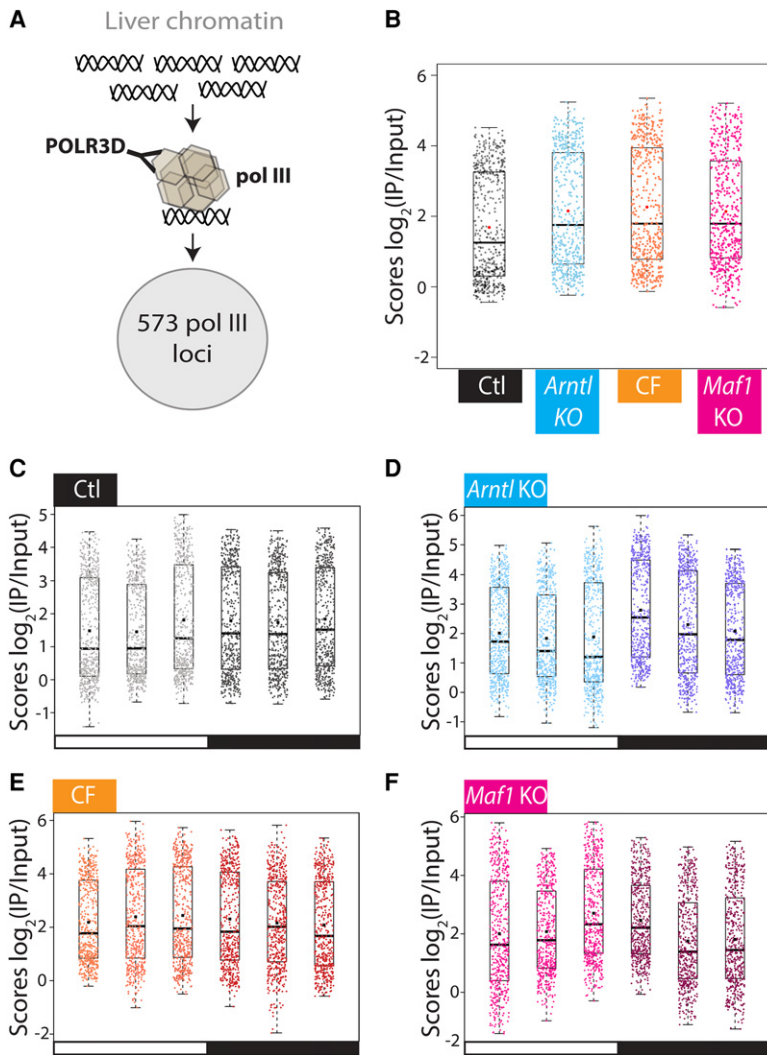 A
Liver chromatin
POLR3D
pol III
573 pol III
loci
B
Scores log2(IP/Input)
6
4
2
0
-2
Ctl
Arntl
KO
CF
Maf1
KO
C
Ctl
Scores log2(IP/Input)
5
4
3
2
1
0
-1
D
Arntl KO
Scores log2(IP/Input)
6
5
4
3
2
1
0
-1
E
CF
Scores log2(IP/Input)
6
4
2
0
-2
F
Maf1 KO
Scores log2(IP/Input)
6
4
2
0
-2